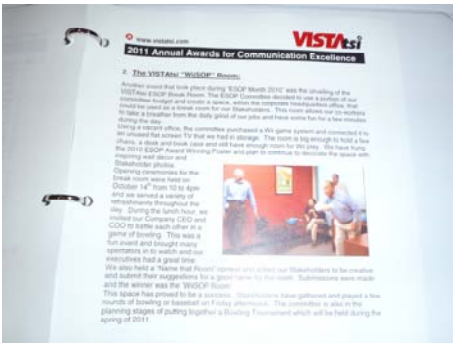 www.vistatsi.com
VISTAtsi
2011 Annual Awards for Communication Excellence
2. The VISTAtsi "WiiSOP" Room:
Another event that took place during 'ESOP Month 2010' was the unveiling of the
VISTAtsi ESOP Break Room. The ESOP Committee decided to use a portion of our
committee budget and create a space, within the corporate headquarters office, that
could be used as a break room for our Stakeholders. This room allows our co-workers
to take a breather from the daily grind of our jobs and have some fun for a few minutes
during the day.
Using a vacant office, the committee purchased a Wii game system and connected it to
an unused flat screen TV that we had in storage. The room is big enough to hold a few
chairs, a desk and book case and still have enough room for Wii play. We have hung
the 2010 ESOP Award Winning Poster and plan to continue to decorate the space with
inspiring wall décor and
Stakeholder photos.
Opening ceremonies for the
break room were held on
October 14th from 10 to 4pm
and we served a variety of
refreshments throughout the
day. During the lunch hour, we
invited our Company CEO and
COO to battle each other in a
game of bowling. This was a
fun event and brought many
spectators in to watch and our
executives had a great time.
We also held a 'Name that Room' contest and asked our Stakeholders to be creative
and submit their suggestions for a good name for the room. Submissions were made
and the winner was the 'WiiSOP Room'.
This space has proved to be a success. Stakeholders have gathered and played a few
rounds of bowling or baseball on Friday afternoons. The committee is also in the
planning stages of putting together a Bowling Tournament which will be held during the
spring of 2011.